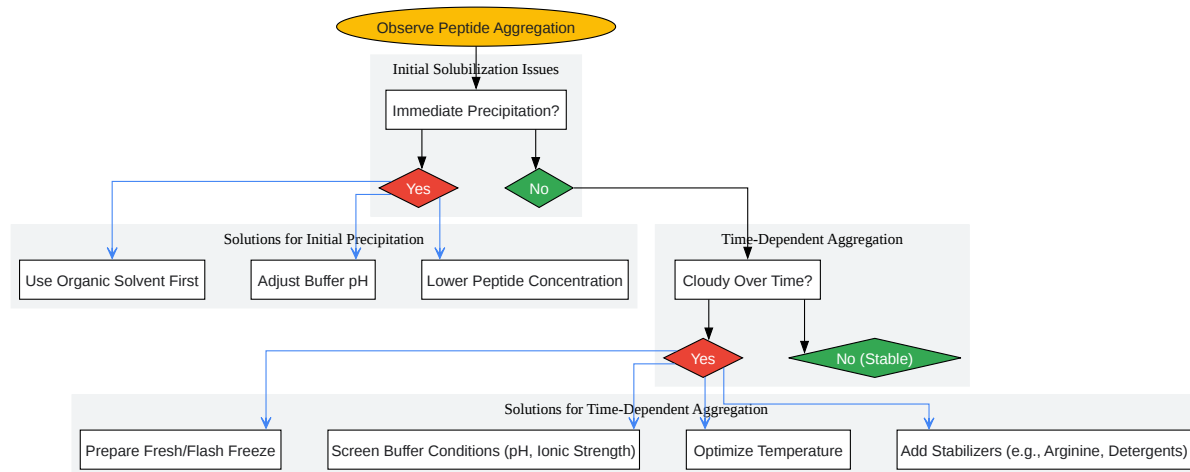 Observe Peptide Aggregation
Initial Solubilization Issues
Immediate Precipitation?
Yes
No
Solutions for Initial Precipitation
Time-Dependent Aggregation
Use Organic Solvent First
Adjust Buffer pH
Lower Peptide Concentration
Cloudy Over Time?
Yes
No (Stable)
Solutions for Time-Dependent Aggregation
Prepare Fresh/Flash Freeze
Screen Buffer Conditions (pH, Ionic Strength)
Optimize Temperature
Add Stabilizers (e.g., Arginine, Detergents)